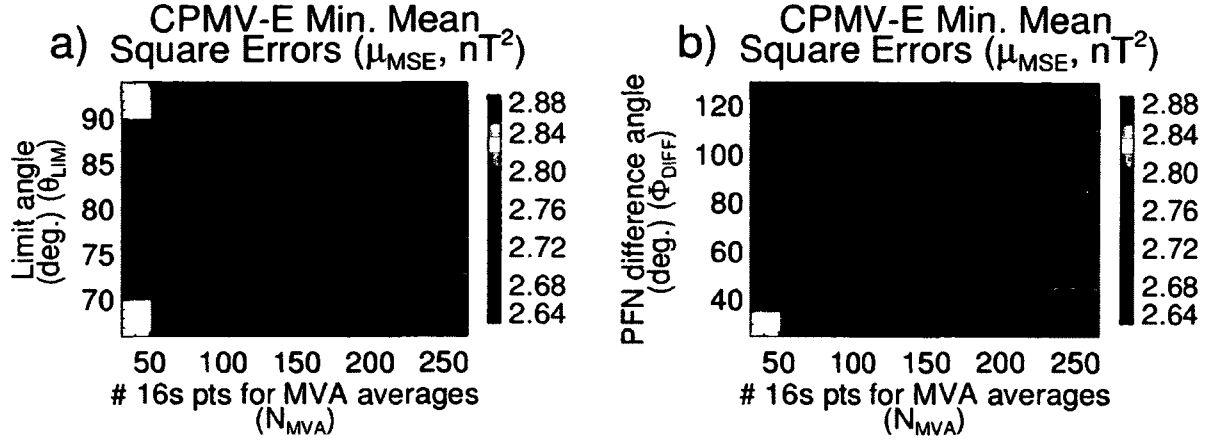 a) CPMV-E Min. Mean
Square Errors (μMSE, nT²)
90
85
80
75
70
Limit angle
(deg.) (θLIM)
50 100 150 200 250
# 16s pts for MVA averages
(NMVA)
2.88
2.84
2.80
2.76
2.72
2.68
2.64
b) CPMV-E Min. Mean
Square Errors (μMSE, nT²)
120
100
80
60
40
PFN difference angle
(deg.) (ΦDIFF)
50 100 150 200 250
# 16s pts for MVA averages
(NMVA)
2.88
2.84
2.80
2.76
2.72
2.68
2.64